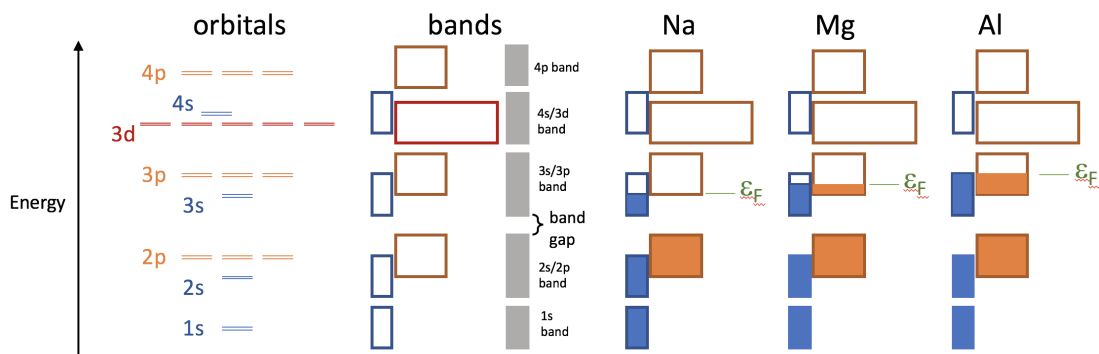 orbitals
bands
Na
Mg
Al
4p
4s
3d
3p
3s
2p
2s
1s
Energy
4p band
4s/3d
band
3s/3p
band
} band
gap
2s/2p
band
1s
band
εF
εF
εF